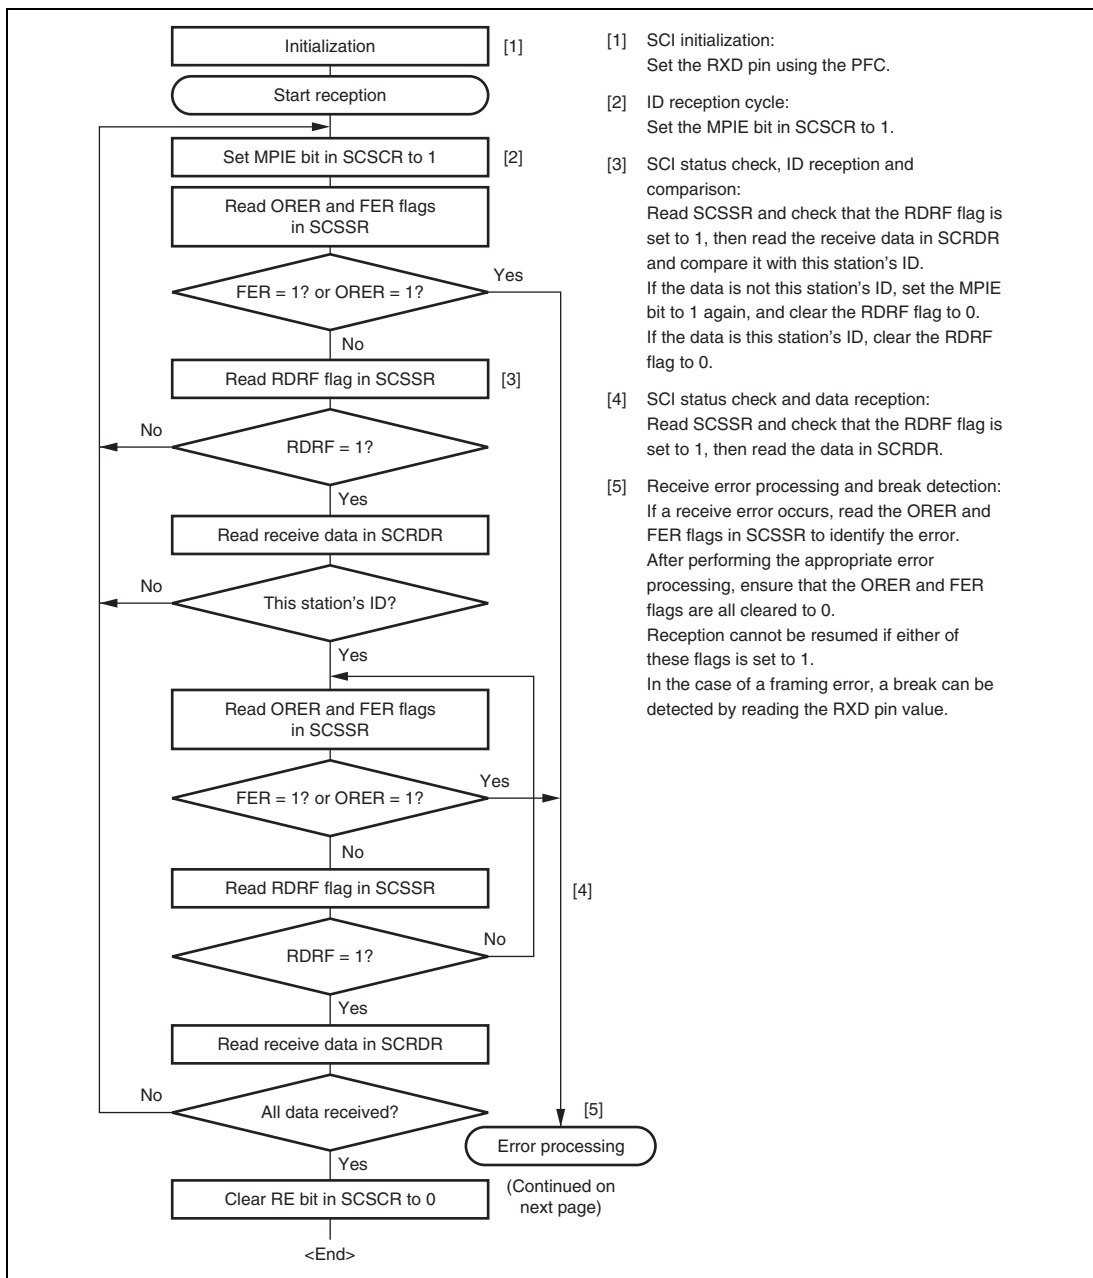 Initialization
[1]
Start reception
Set MPIE bit in SCSCR to 1
[2]
Read ORER and FER flags
in SCSSR
FER = 1? or ORER = 1?
Yes
No
Read RDRF flag in SCSSR
[3]
No
RDRF = 1?
Yes
Read receive data in SCRDR
No
This station's ID?
Yes
Read ORER and FER flags
in SCSSR
Yes
FER = 1? or ORER = 1?
No
Read RDRF flag in SCSSR
[4]
No
RDRF = 1?
Yes
Read receive data in SCRDR
No
All data received?
[5]
Error processing
Yes
Clear RE bit in SCSCR to 0
(Continued on
next page)
<End>
[1] SCI initialization:
Set the RXD pin using the PFC.
[2] ID reception cycle:
Set the MPIE bit in SCSCR to 1.
[3] SCI status check, ID reception and
comparison:
Read SCSSR and check that the RDRF flag is
set to 1, then read the receive data in SCRDR
and compare it with this station's ID.
If the data is not this station's ID, set the MPIE
bit to 1 again, and clear the RDRF flag to 0.
If the data is this station's ID, clear the RDRF
flag to 0.
[4] SCI status check and data reception:
Read SCSSR and check that the RDRF flag is
set to 1, then read the data in SCRDR.
[5] Receive error processing and break detection:
If a receive error occurs, read the ORER and
FER flags in SCSSR to identify the error.
After performing the appropriate error
processing, ensure that the ORER and FER
flags are all cleared to 0.
Reception cannot be resumed if either of
these flags is set to 1.
In the case of a framing error, a break can be
detected by reading the RXD pin value.